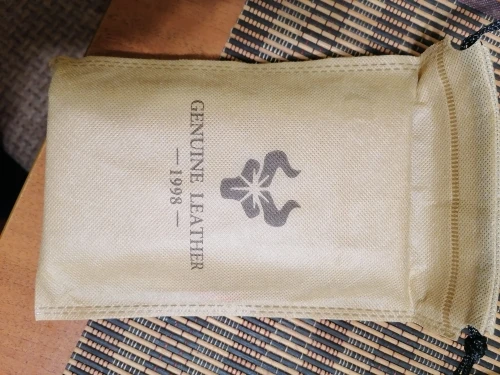 GENUINE LEATHER
— 1998 —